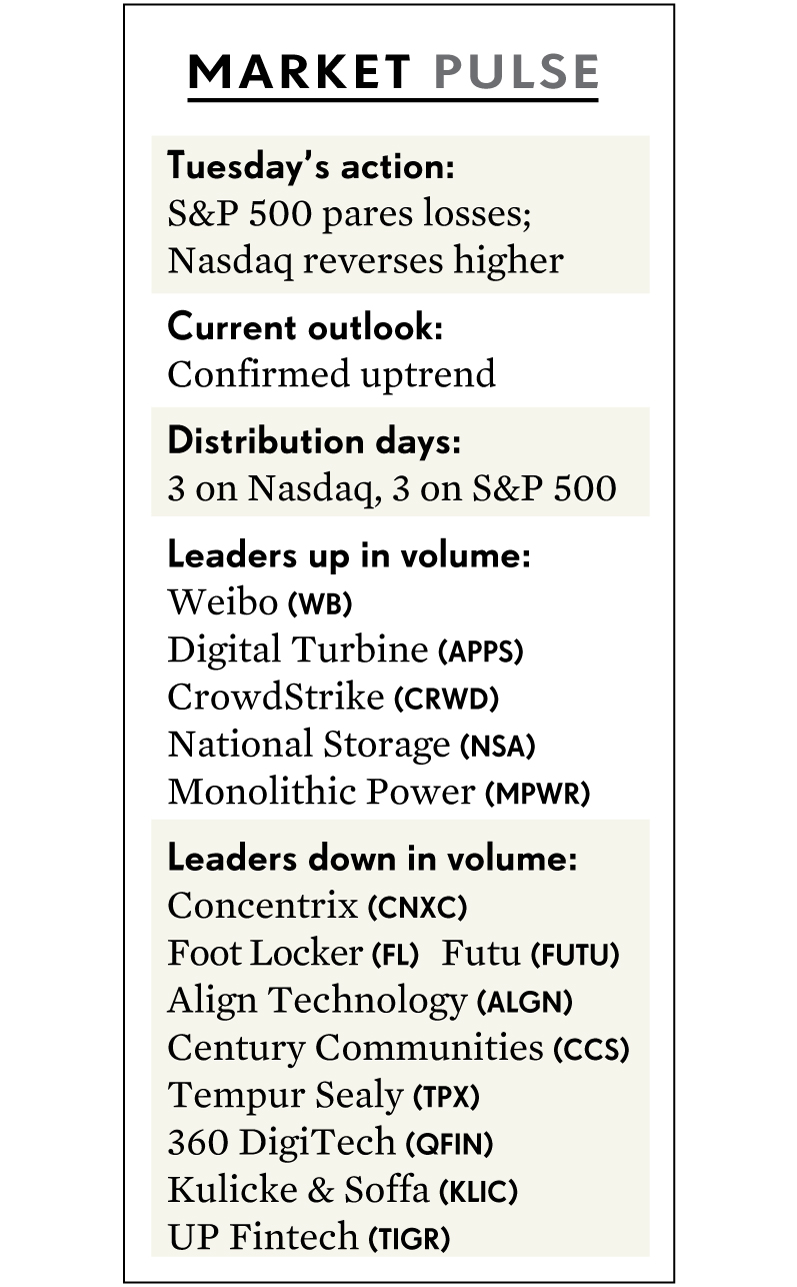 MARKET PULSE
Tuesday's action:
S&P 500 pares losses;
Nasdaq reverses higher
Current outlook:
Confirmed uptrend
Distribution days:
3 on Nasdaq, 3 on S&P 500
Leaders up in volume:
Weibo (WB)
Digital Turbine (APPS)
CrowdStrike (CRWD)
National Storage (NSA)
Monolithic Power (MPWR)
Leaders down in volume:
Concentrix (CNXC)
Foot Locker (FL) Futu (FUTU)
Align Technology (ALGN)
Century Communities (CCS)
Tempur Sealy (TPX)
360 DigiTech (QFIN)
Kulicke & Soffa (KLIC)
UP Fintech (TIGR)